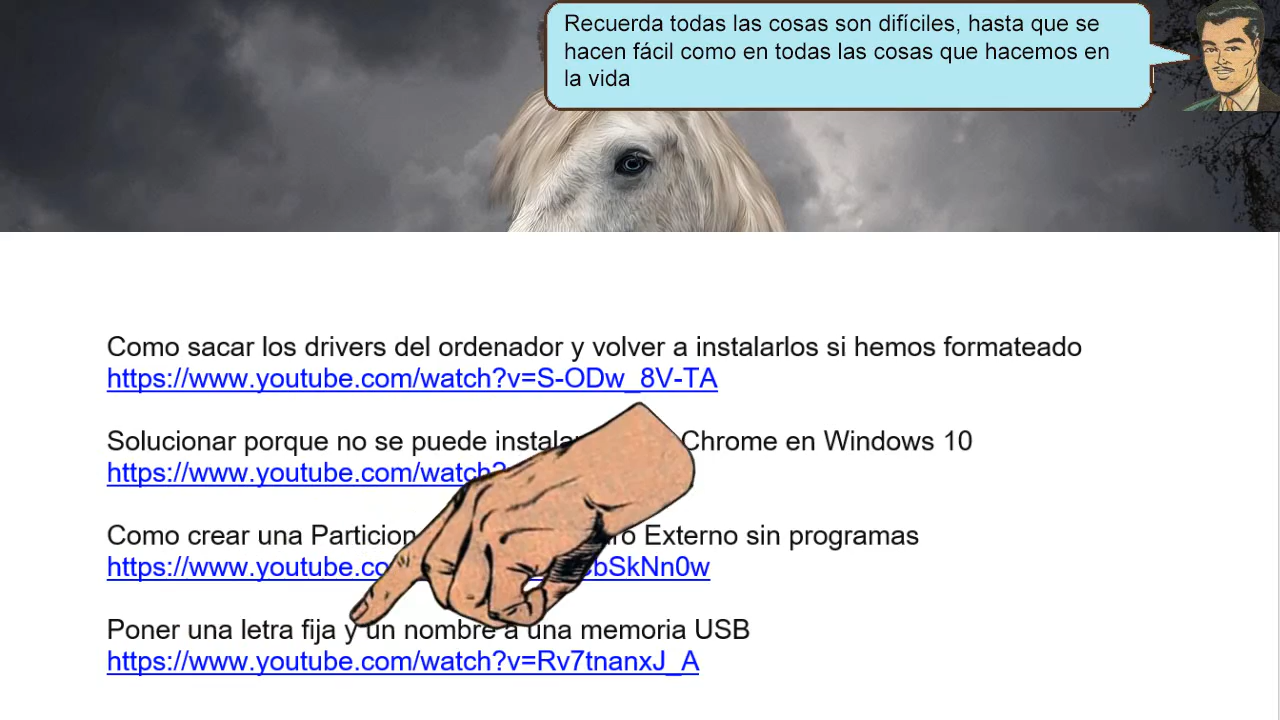 Recuerda todas las cosas son difíciles, hasta que se
hacen fácil como en todas las cosas que hacemos en
la vida
Como sacar los drivers del ordenador y volver a instalarlos si hemos formateado
https://www.youtube.com/watch?v=S-ODw_8V-TA
Solucionar porque no se puede Chrome en Windows 10
https://www.youtube.com/watch?
Como crear una Particion Externo sin programas
https://www.youtube.co bSkNn0w
Poner una letra fija y un nombre a una memoria USB
https://www.youtube.com/watch?v=Rv7tnanxJ_A